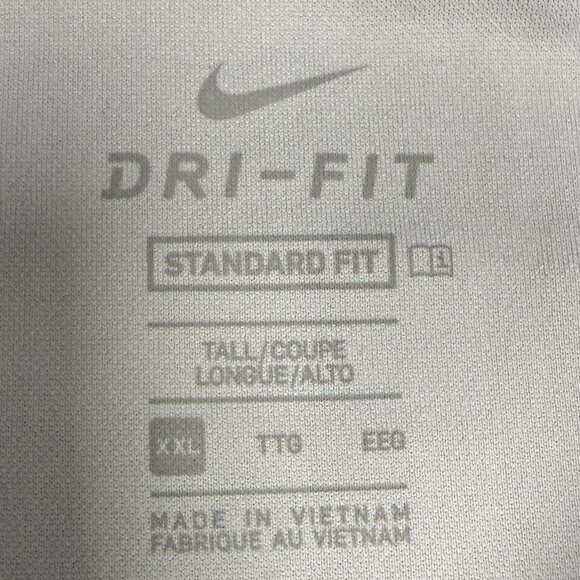 DRI-FIT
STANDARD FIT
TALL/COUPE
LONGUE/ALTO
XXL TTG EEG
MADE IN VIETNAM
FABRIQUE AU VIETNAM